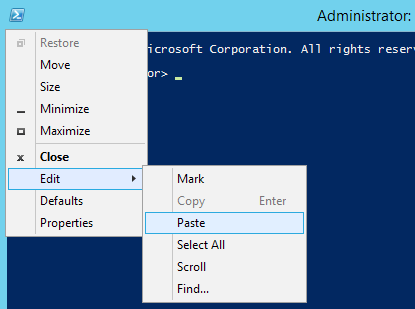 Administrator:
Restore
icrosoft Corporation. All rights reserv
Move
or> _
Size
Minimize
Maximize
Close
Edit
Mark
Defaults
Copy Enter
Properties
Paste
Select All
Scroll
Find...